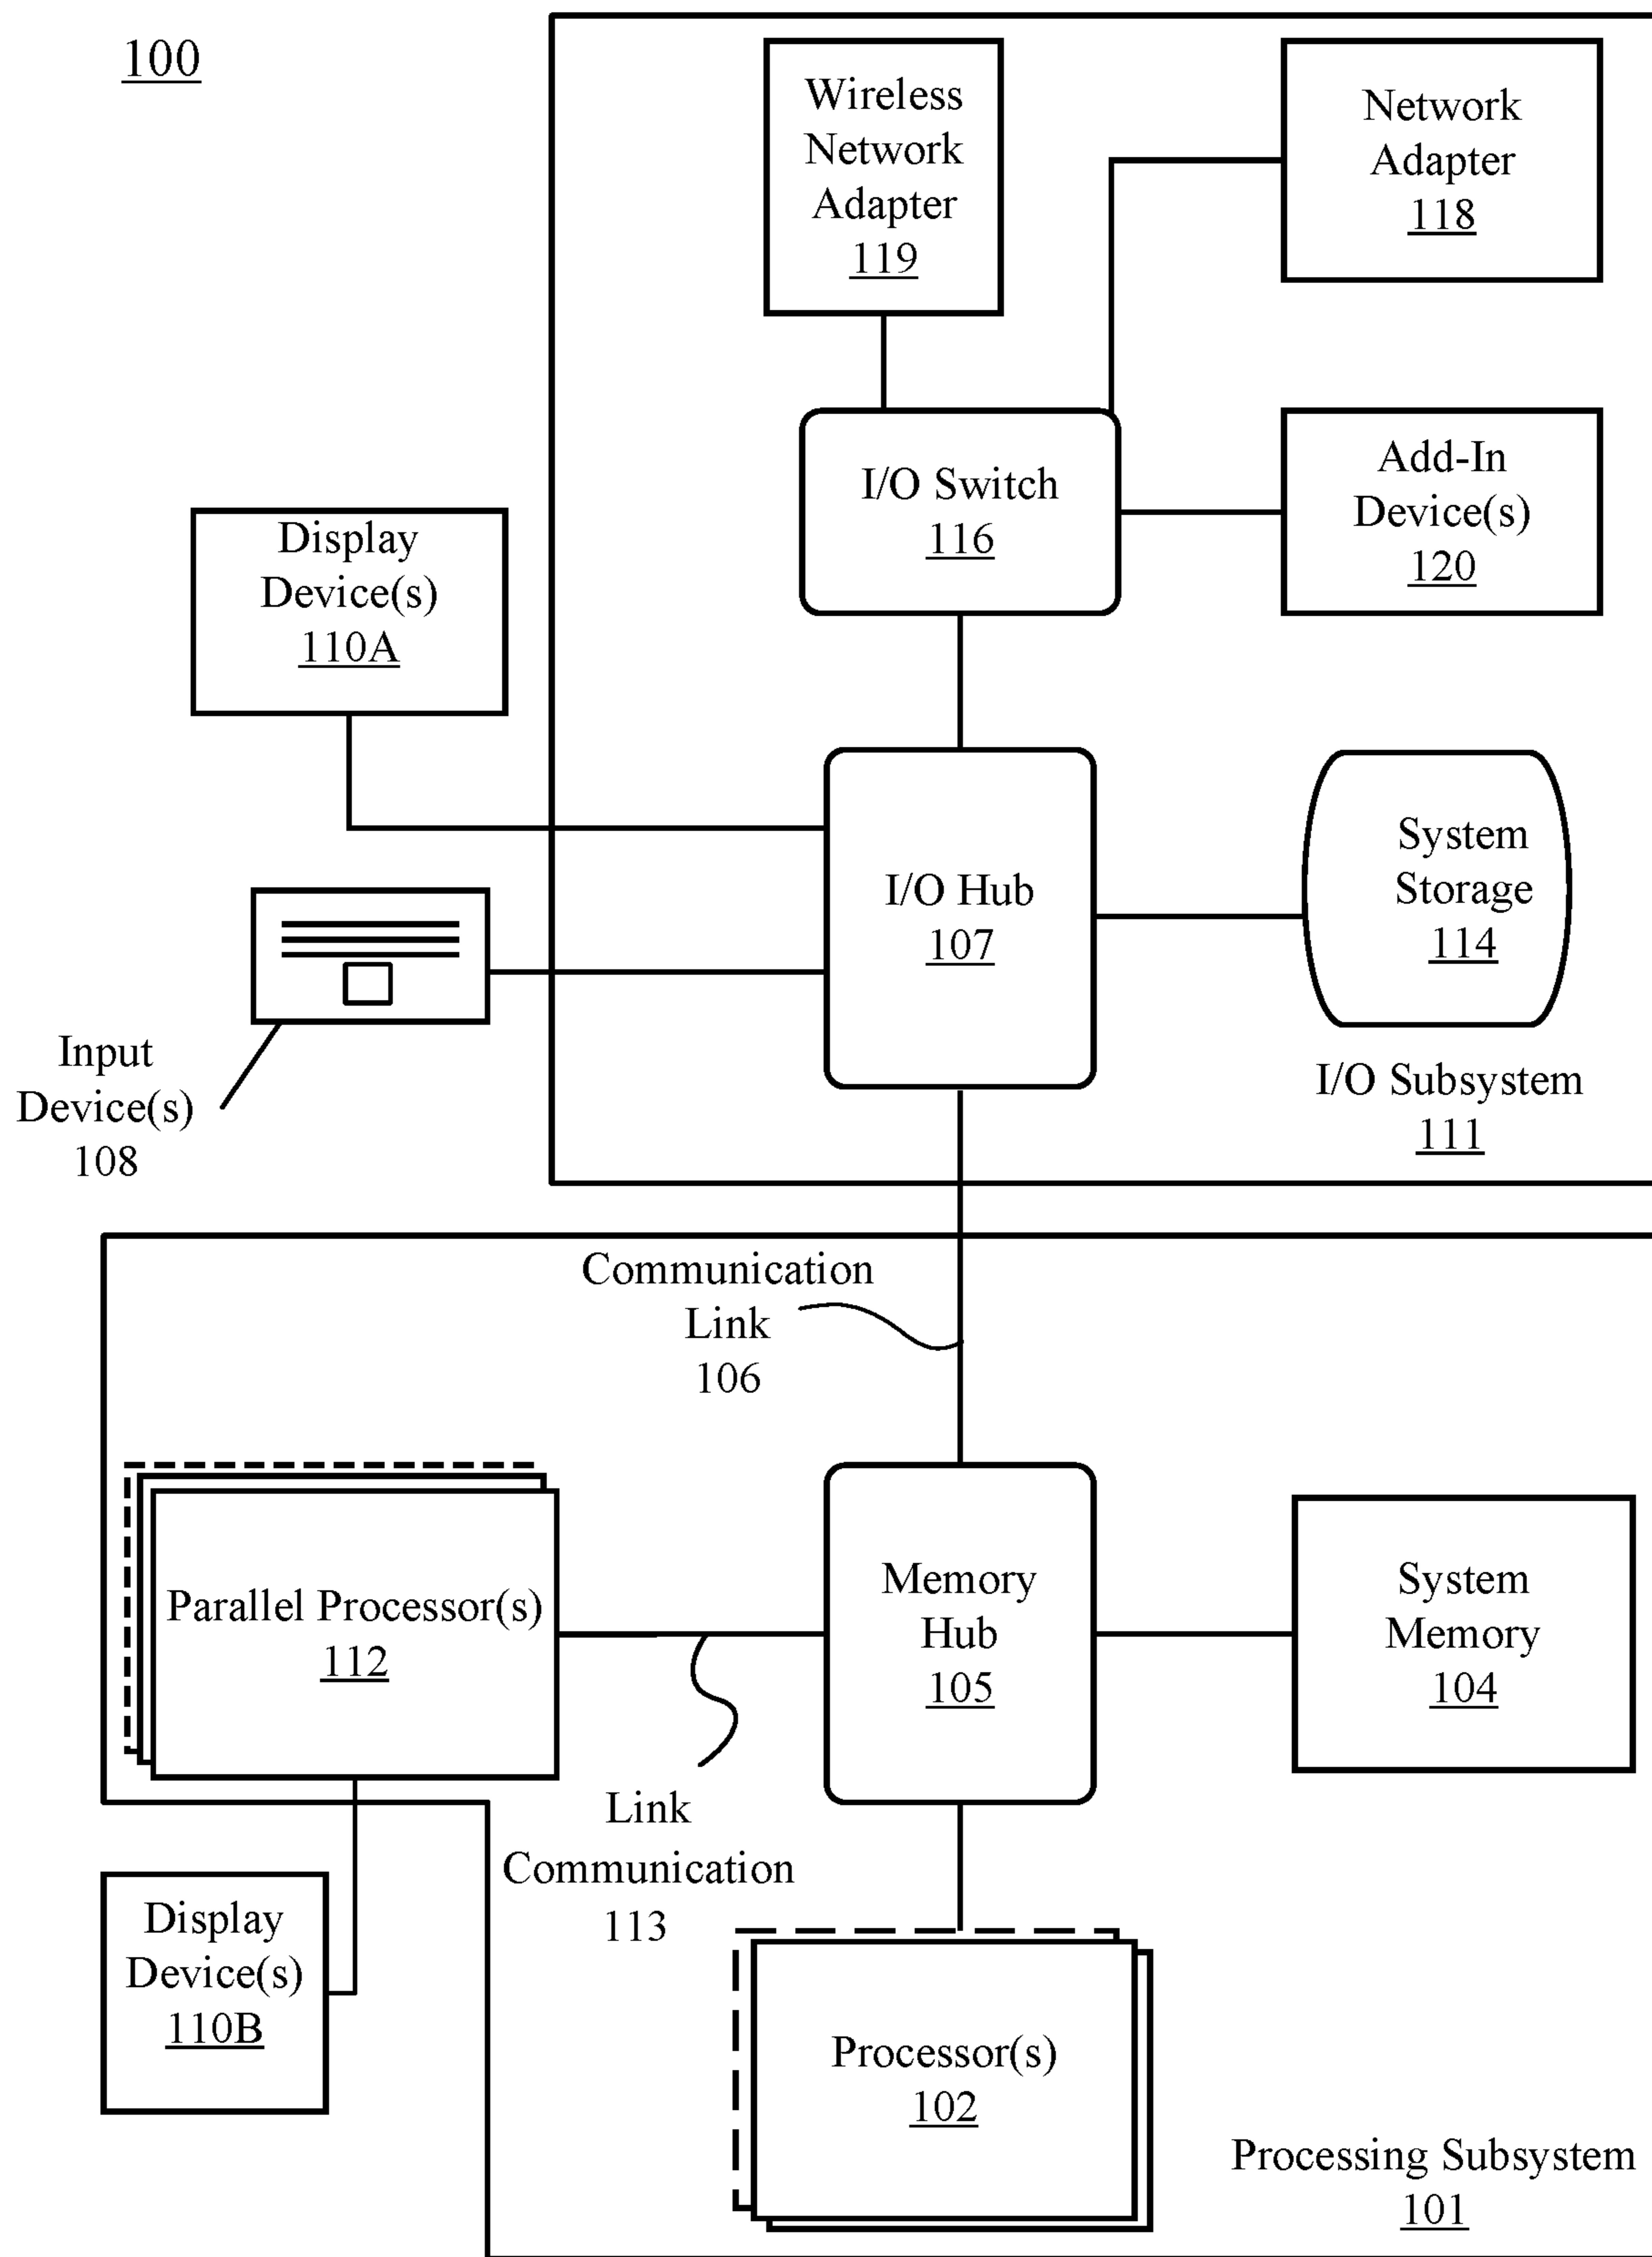 100
Wireless
Network
Adapter
119
Network
Adapter
118
I/O Switch
116
Add-In
Device(s)
120
Display
Device(s)
110A
I/O Hub
107
System
Storage
114
Input
Device(s)
108
I/O Subsystem
111
Communication
Link
106
Parallel Processor(s)
112
Memory
Hub
105
System
Memory
104
Link
Communication
113
Display
Device(s)
110B
Processor(s)
102
Processing Subsystem
101